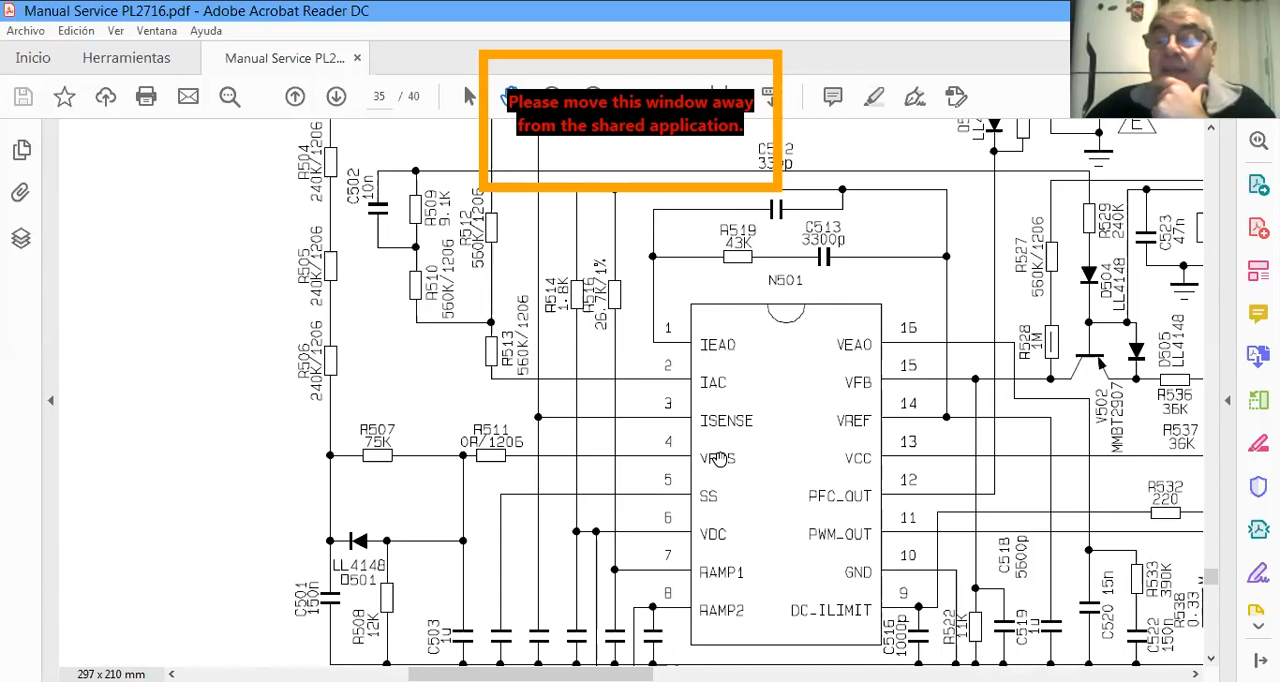 Manual Service PL2716.pdf - Adobe Acrobat Reader DC
Archivo Edición Ver Ventana Ayuda
Inicio Herramientas Manual Service PL2... ×
35 / 40
Please move this window away
from the shared application.
R504
240K/1206
C502
10n
R509
9.1K
R512
560K/1206
C512
330p
R519
43K
C513
3300p
R505
240K/1206
R510
560K/1206
R514
1.8K
R516
26.7K/1%
N501
R527
560K/1206
R529
240K
C523
47n
E
D504
LL4148
R506
240K/1206
R513
560K/1206
R528
1M
D505
LL4148
V502
MMBT2907
R536
36K
R537
36K
R507
75K
R511
0R/1206
1 IEAO VEAO 16
2 IAC VFB 15
3 ISENSE VREF 14
4 VRMS VCC 13
5 SS PFC_OUT 12
6 VDC PWM_OUT 11
7 RAMP1 GND 10
8 RAMP2 DC_ILIMIT 9
R532
220
LL4148
D501
C501
150n
R508
12K
C503
1u
C516
1000p
R522
11K
C518
5600p
C519
1u
C520
15n
R533
390K
C522
150n
R538
0.33
297 x 210 mm